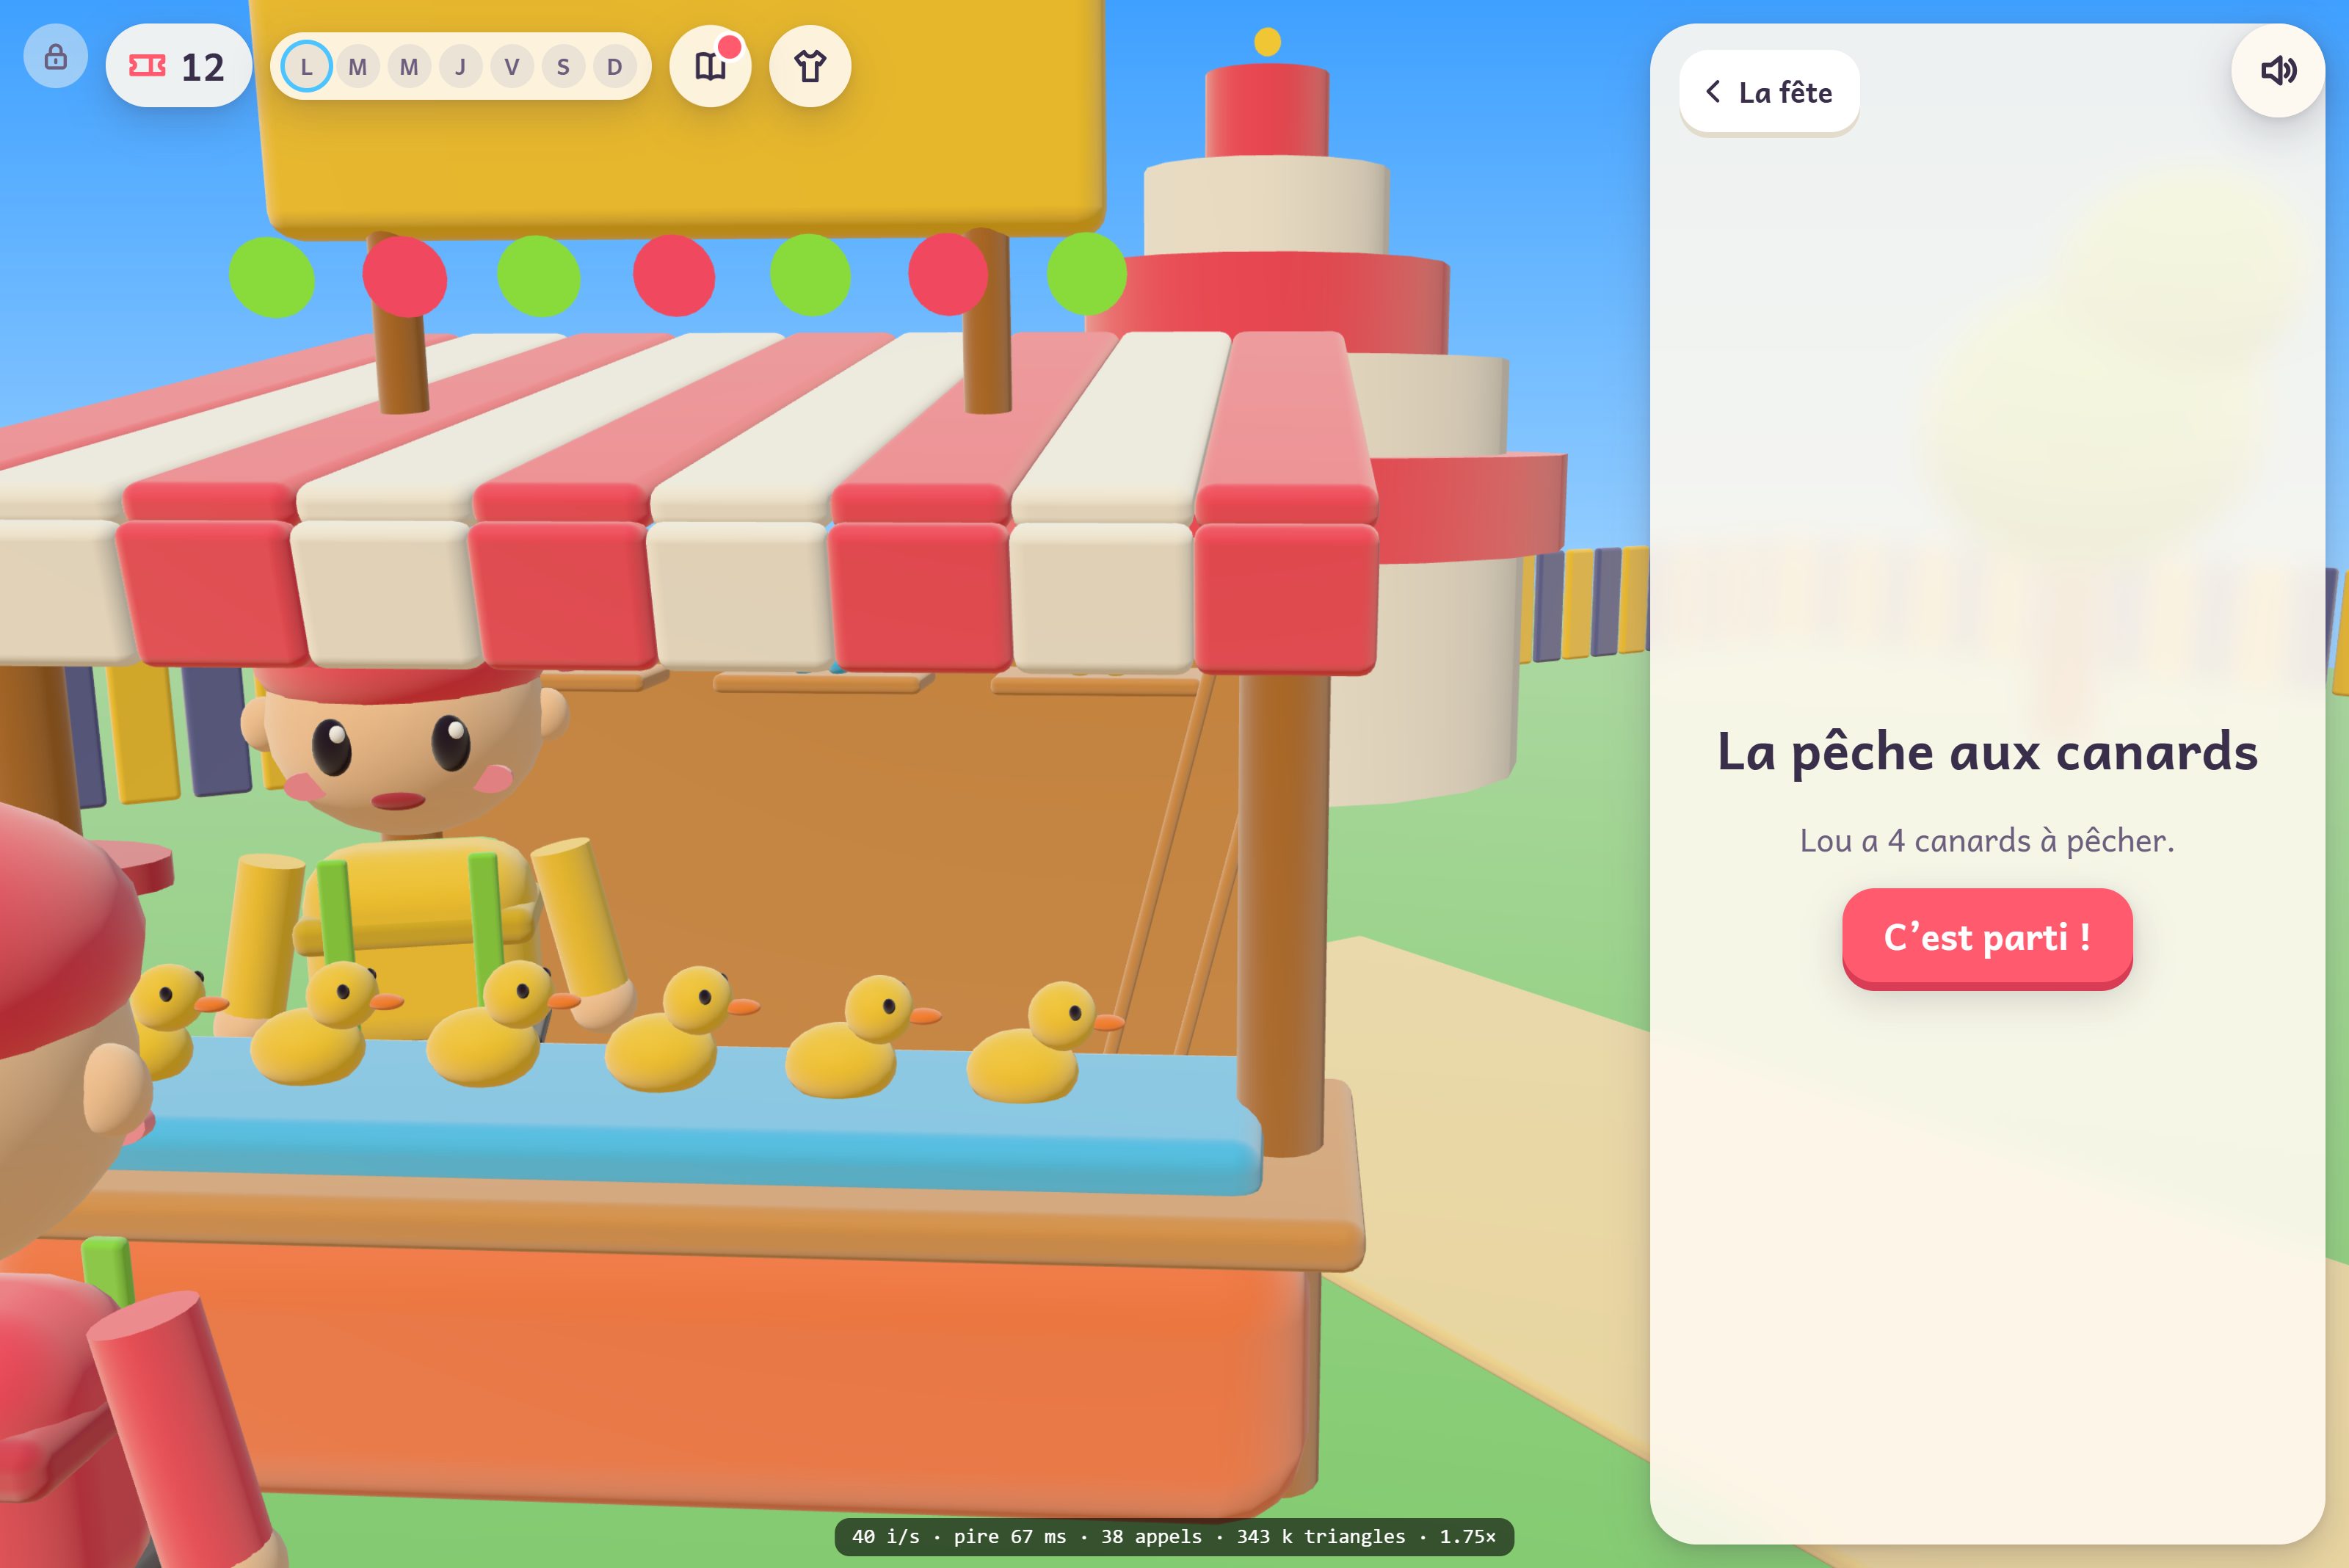 12
L M M J V S D
La fête
La pêche aux canards
Lou a 4 canards à pêcher.
C’est parti !
40 i/s · pire 67 ms · 38 appels · 343 k triangles · 1.75×